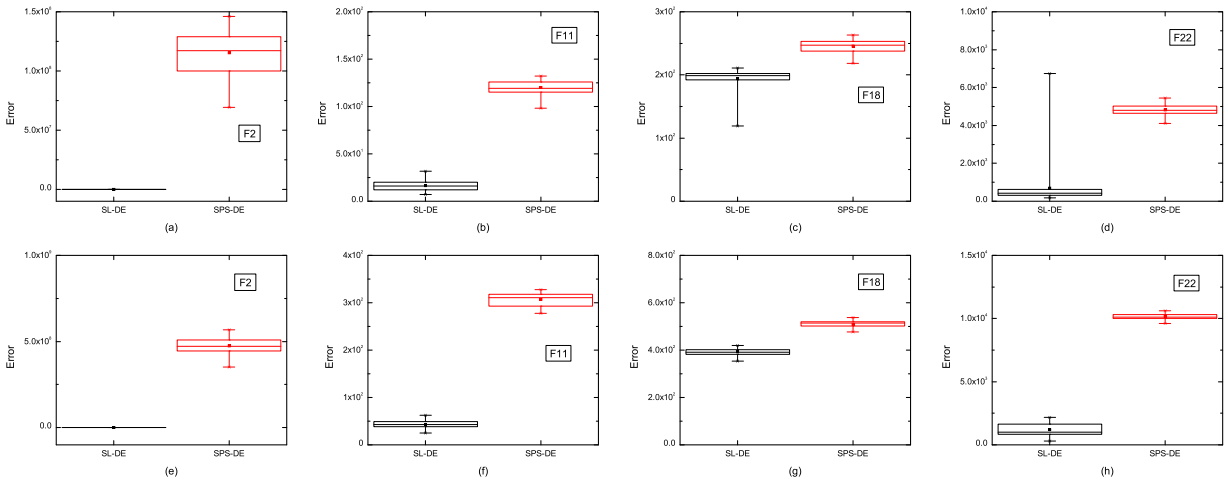 1.5x10⁸
1.0x10⁸
5.0x10⁷
0.0
Error
F2
SL-DE
SPS-DE
(a)
2.0x10²
1.5x10²
1.0x10²
5.0x10¹
0.0
Error
F11
SL-DE
SPS-DE
(b)
3x10²
2x10²
1x10²
0
Error
F18
SL-DE
SPS-DE
(c)
1.0x10⁴
8.0x10³
6.0x10³
4.0x10³
2.0x10³
0.0
Error
F22
SL-DE
SPS-DE
(d)
1.0x10⁹
5.0x10⁸
0.0
Error
F2
SL-DE
SPS-DE
(e)
4x10²
3x10²
2x10²
1x10²
0
Error
F11
SL-DE
SPS-DE
(f)
8.0x10²
6.0x10²
4.0x10²
2.0x10²
0.0
Error
F18
SL-DE
SPS-DE
(g)
1.5x10⁴
1.0x10⁴
5.0x10³
0.0
Error
F22
SL-DE
SPS-DE
(h)